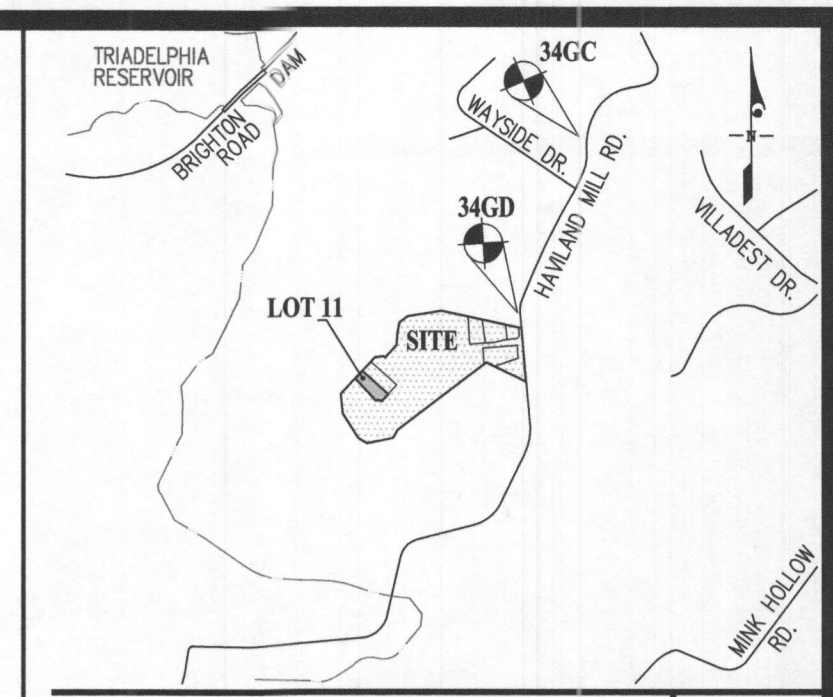 TRIADELPHIA
RESERVOIR
DAM
BRIGHTON
ROAD
34GC
WAYSIDE DR.
HAVILAND MILL RD.
N
VILLADEST DR.
34GD
LOT 11
SITE
MINK HOLLOW
RD.